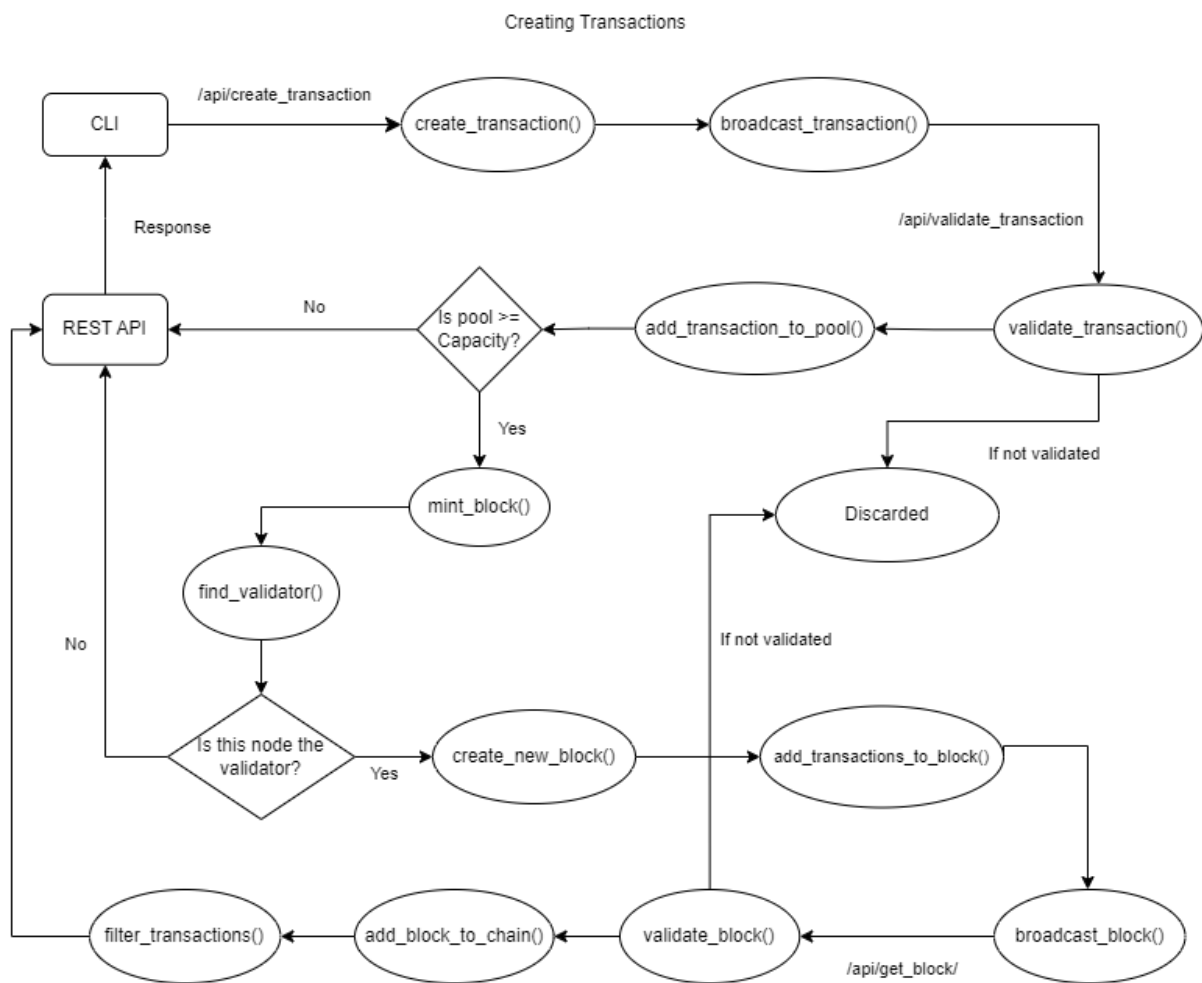 Creating Transactions
/api/create_transaction
CLI
create_transaction()
broadcast_transaction()
Response
/api/validate_transaction
REST API
No
Is pool >=
Capacity?
add_transaction_to_pool()
validate_transaction()
Yes
If not validated
mint_block()
Discarded
find_validator()
No
If not validated
Is this node the
validator?
Yes
create_new_block()
add_transactions_to_block()
filter_transactions()
add_block_to_chain()
validate_block()
broadcast_block()
/api/get_block/